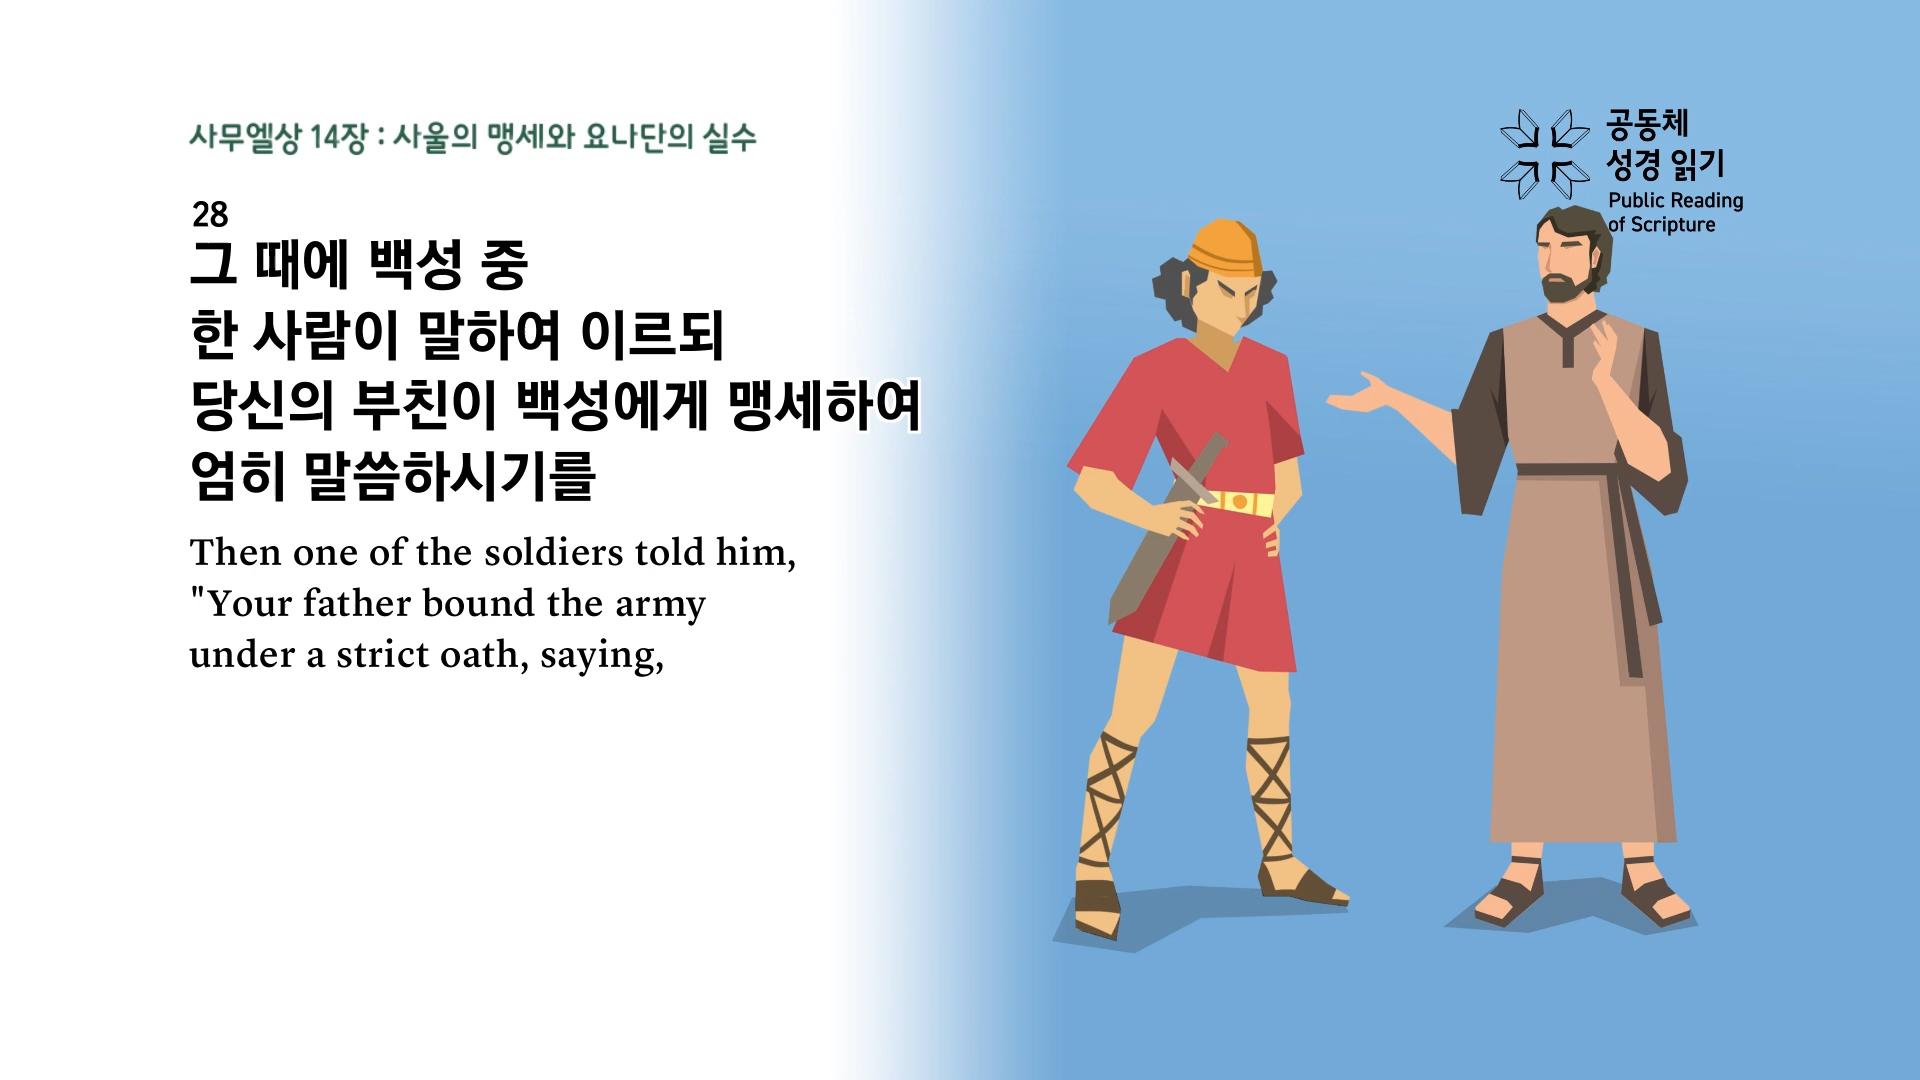 사무엘상 14장 : 사울의 맹세와 요나단의 실수
28
그 때에 백성 중
한 사람이 말하여 이르되
당신의 부친이 백성에게 맹세하여
엄히 말씀하시기를
Then one of the soldiers told him,
"Your father bound the army
under a strict oath, saying,
공동체
성경 읽기
Public Reading
of Scripture